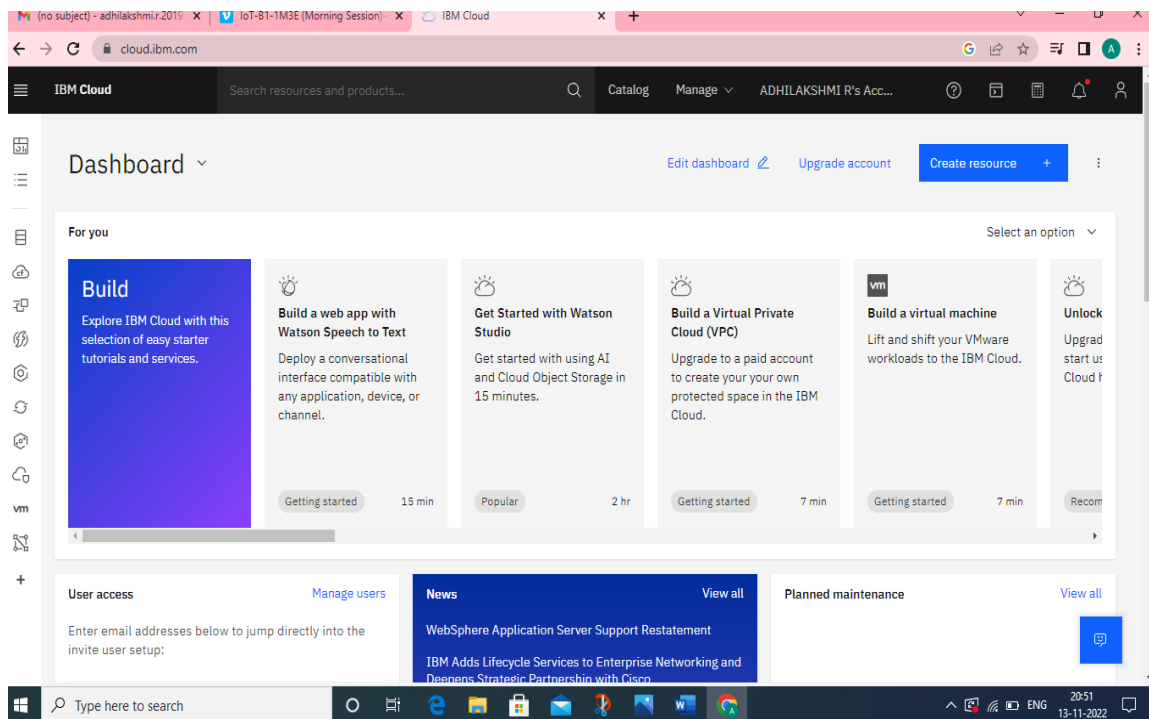 (no subject) - adhilakshmi.r.2019.
IoT-B1-1M3E (Morning Session)-
IBM Cloud
cloud.ibm.com
A
IBM Cloud
Search resources and products...
Catalog
Manage
ADHILAKSHMI R's Acc...
Dashboard
Edit dashboard
Upgrade account
Create resource +
For you
Select an option
Build
Explore IBM Cloud with this
selection of easy starter
tutorials and services.
Build a web app with
Watson Speech to Text
Deploy a conversational
interface compatible with
any application, device, or
channel.
Getting started
15 min
Get Started with Watson
Studio
Get started with using AI
and Cloud Object Storage in
15 minutes.
Popular
2 hr
Build a Virtual Private
Cloud (VPC)
Upgrade to a paid account
to create your your own
protected space in the IBM
Cloud.
Getting started
7 min
vm
Build a virtual machine
Lift and shift your VMware
workloads to the IBM Cloud.
Getting started
7 min
Unlock
Upgrad
start us
Cloud h
Recom
vm
User access
Manage users
Enter email addresses below to jump directly into the
invite user setup:
News
View all
WebSphere Application Server Support Restatement
IBM Adds Lifecycle Services to Enterprise Networking and
Deepens Strategic Partnership with Cisco
Planned maintenance
View all
Type here to search
ENG
20:51
13-11-2022